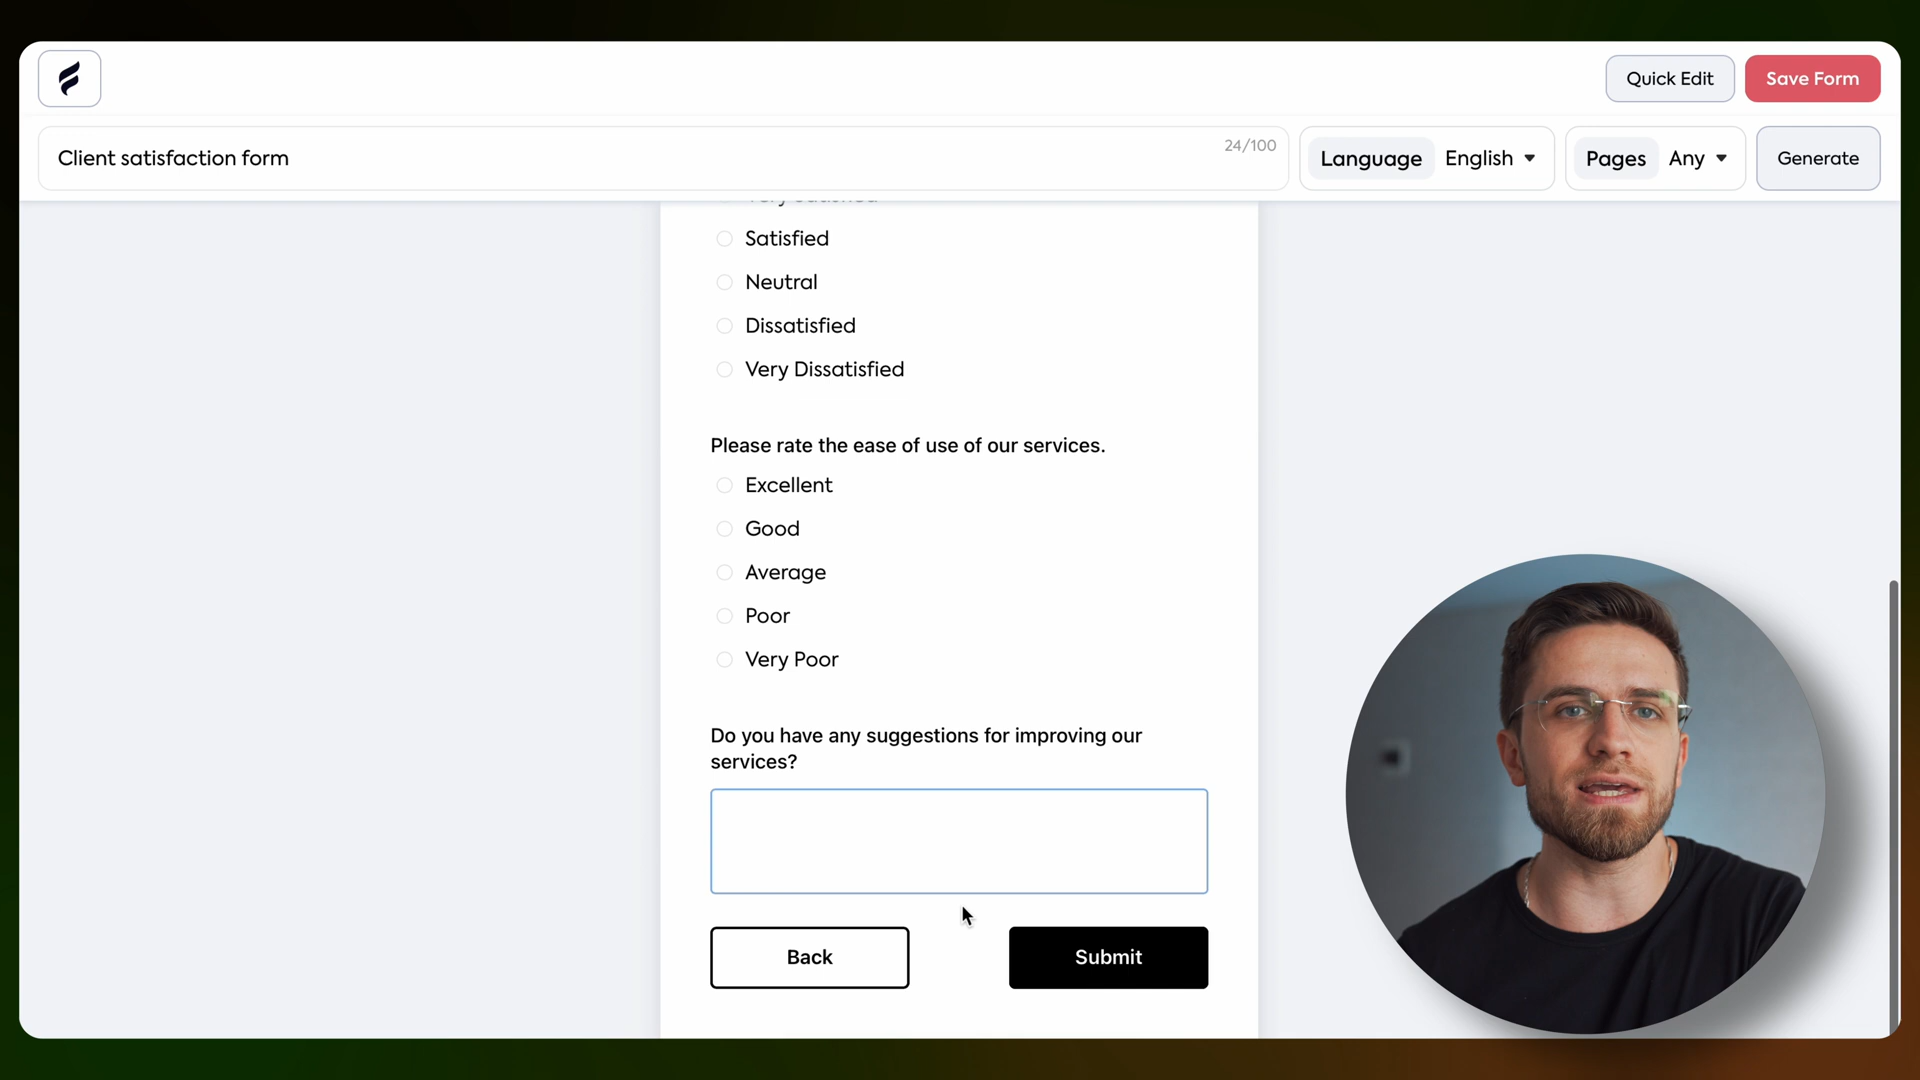 Quick Edit
Save Form
Client satisfaction form
24/100
Language
English
Pages
Any
Generate
Satisfied
Neutral
Dissatisfied
Very Dissatisfied
Please rate the ease of use of our services.
Excellent
Good
Average
Poor
Very Poor
Do you have any suggestions for improving our
services?
Back
Submit